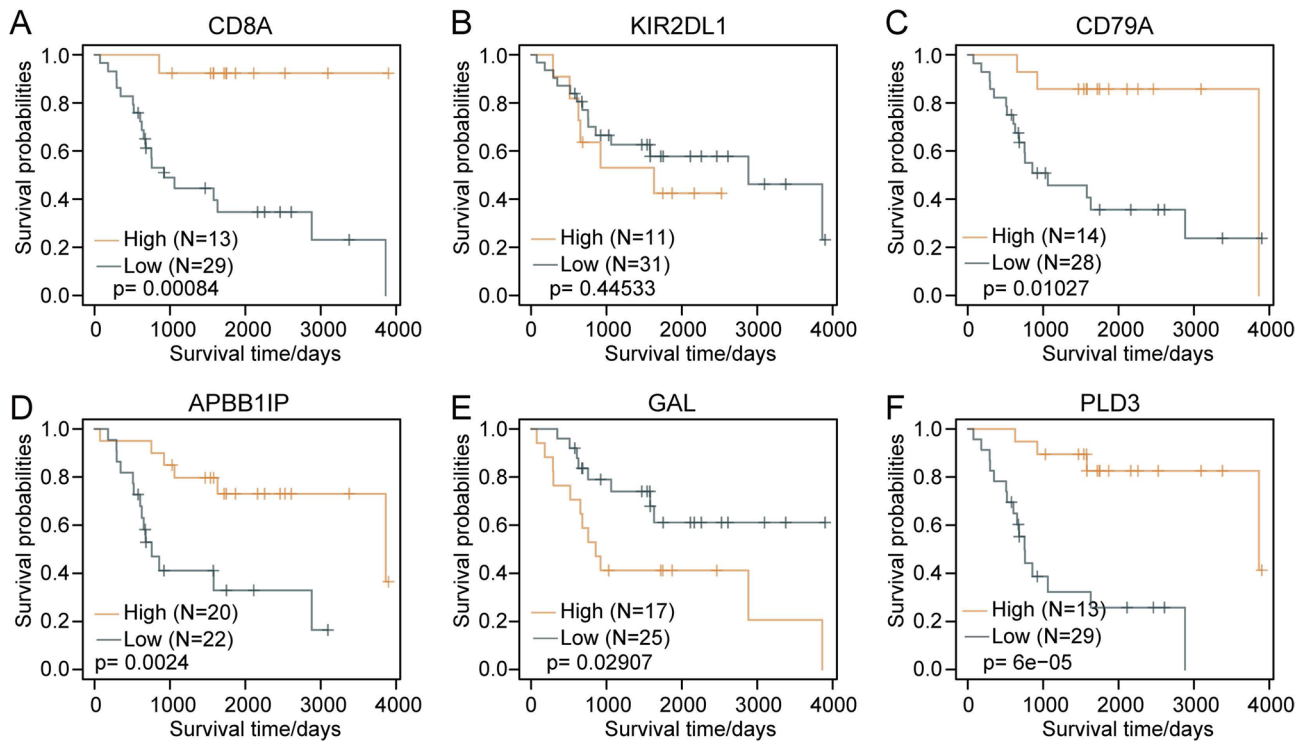 A
CD8A
Survival probabilities
1.0
0.8
0.6
0.4
0.2
0.0
High (N=13)
Low (N=29)
p= 0.00084
0
1000
2000
3000
4000
Survival time/days
B
KIR2DL1
Survival probabilities
1.0
0.8
0.6
0.4
0.2
0.0
High (N=11)
Low (N=31)
p= 0.44533
0
1000
2000
3000
4000
Survival time/days
C
CD79A
Survival probabilities
1.0
0.8
0.6
0.4
0.2
0.0
High (N=14)
Low (N=28)
p= 0.01027
0
1000
2000
3000
4000
Survival time/days
D
APBB1IP
Survival probabilities
1.0
0.8
0.6
0.4
0.2
0.0
High (N=20)
Low (N=22)
p= 0.0024
0
1000
2000
3000
4000
Survival time/days
E
GAL
Survival probabilities
1.0
0.8
0.6
0.4
0.2
0.0
High (N=17)
Low (N=25)
p= 0.02907
0
1000
2000
3000
4000
Survival time/days
F
PLD3
Survival probabilities
1.0
0.8
0.6
0.4
0.2
0.0
High (N=13)
Low (N=29)
p= 6e−05
0
1000
2000
3000
4000
Survival time/days